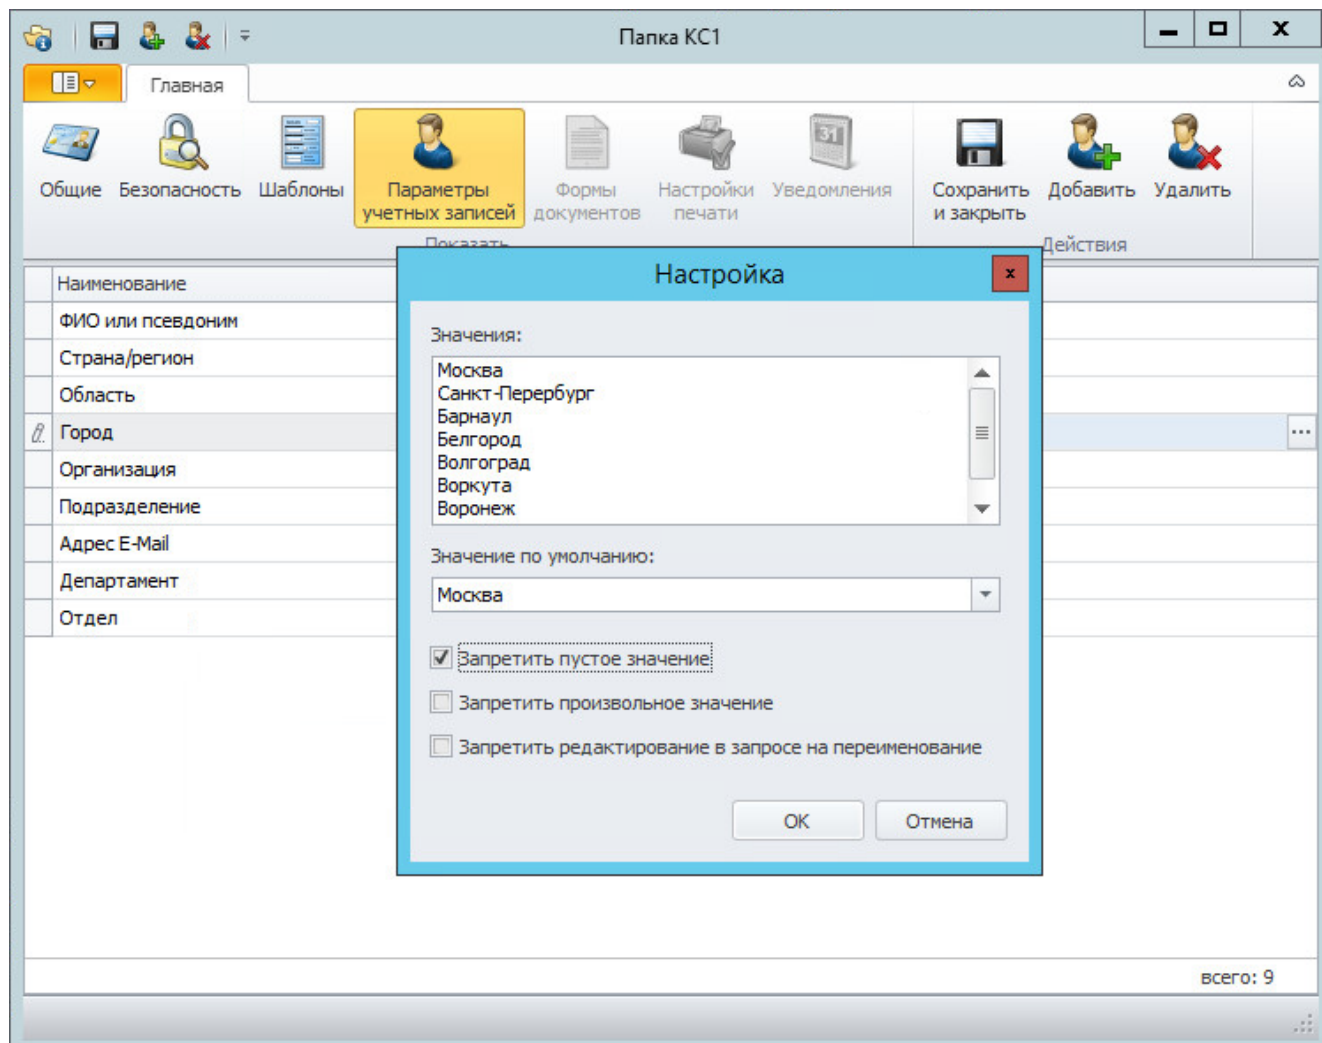 Папка КС1
Главная
Общие
Безопасность
Шаблоны
Параметры
учетных записей
Формы
документов
Настройки
печати
31
Уведомления
Сохранить
и закрыть
Добавить
Удалить
Показать
Действия
Наименование
ФИО или псевдоним
Страна/регион
Область
Город
Организация
Подразделение
Адрес E-Mail
Департамент
Отдел
Настройка
Значения:
Москва
Санкт-Перербург
Барнаул
Белгород
Волгоград
Воркута
Воронеж
Значение по умолчанию:
Москва
Запретить пустое значение
Запретить произвольное значение
Запретить редактирование в запросе на переименование
ОК
Отмена
всего: 9